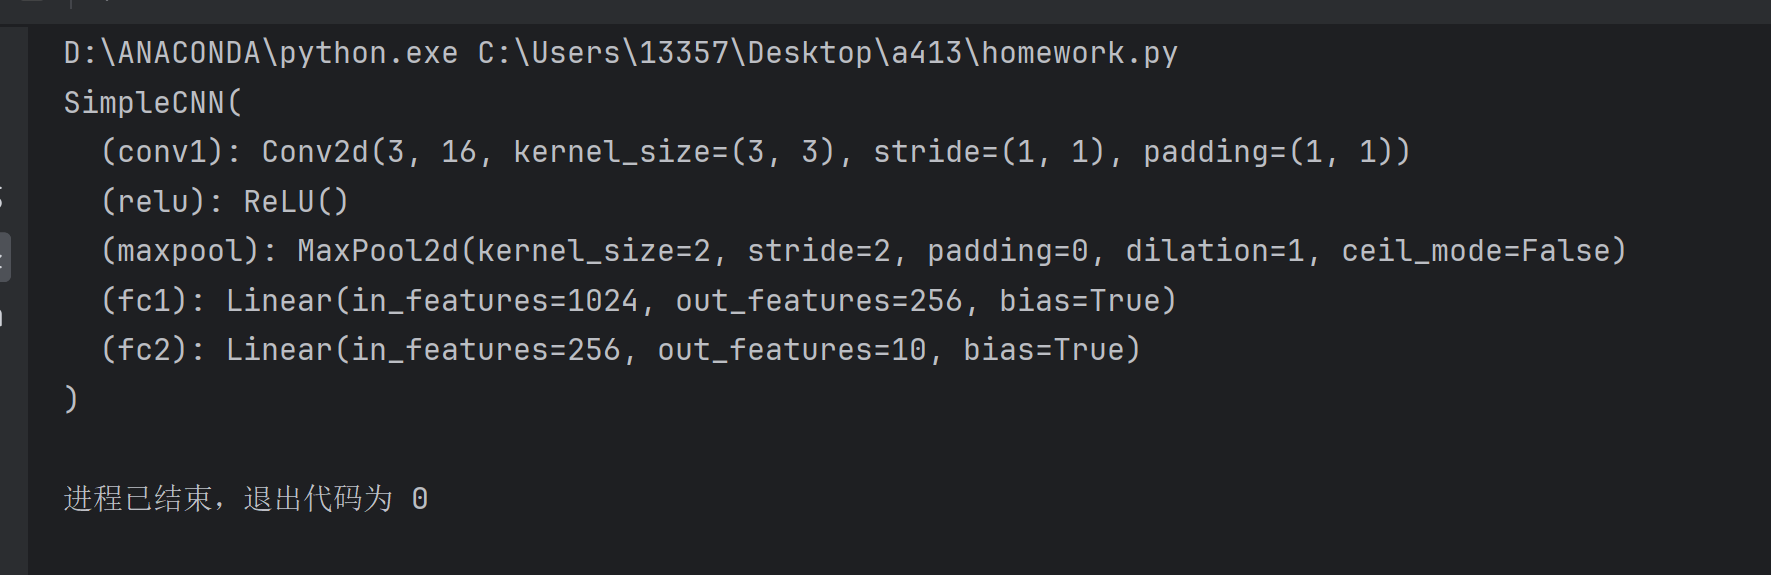 D:\ANACONDA\python.exe C:\Users\13357\Desktop\a413\homework.py
SimpleCNN(
  (conv1): Conv2d(3, 16, kernel_size=(3, 3), stride=(1, 1), padding=(1, 1))
  (relu): ReLU()
  (maxpool): MaxPool2d(kernel_size=2, stride=2, padding=0, dilation=1, ceil_mode=False)
  (fc1): Linear(in_features=1024, out_features=256, bias=True)
  (fc2): Linear(in_features=256, out_features=10, bias=True)
)
进程已结束，退出代码为 0